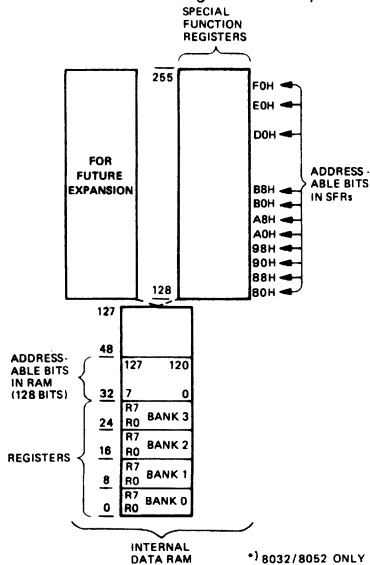 SPECIAL
FUNCTION
REGISTERS
255
F0H
E0H
D0H
FOR
FUTURE
EXPANSION
ADDRESS-
ABLE BITS
IN SFRs
B8H
B0H
A8H
A0H
98H
90H
88H
80H
128
127
48
ADDRESS-
ABLE BITS
IN RAM
(128 BITS)
127 120
32 7 0
R7
24 R0 BANK 3
R7
16 R0 BANK 2
REGISTERS
R7
8 R0 BANK 1
R7
0 R0 BANK 0
INTERNAL
DATA RAM
*) 8032/8052 ONLY